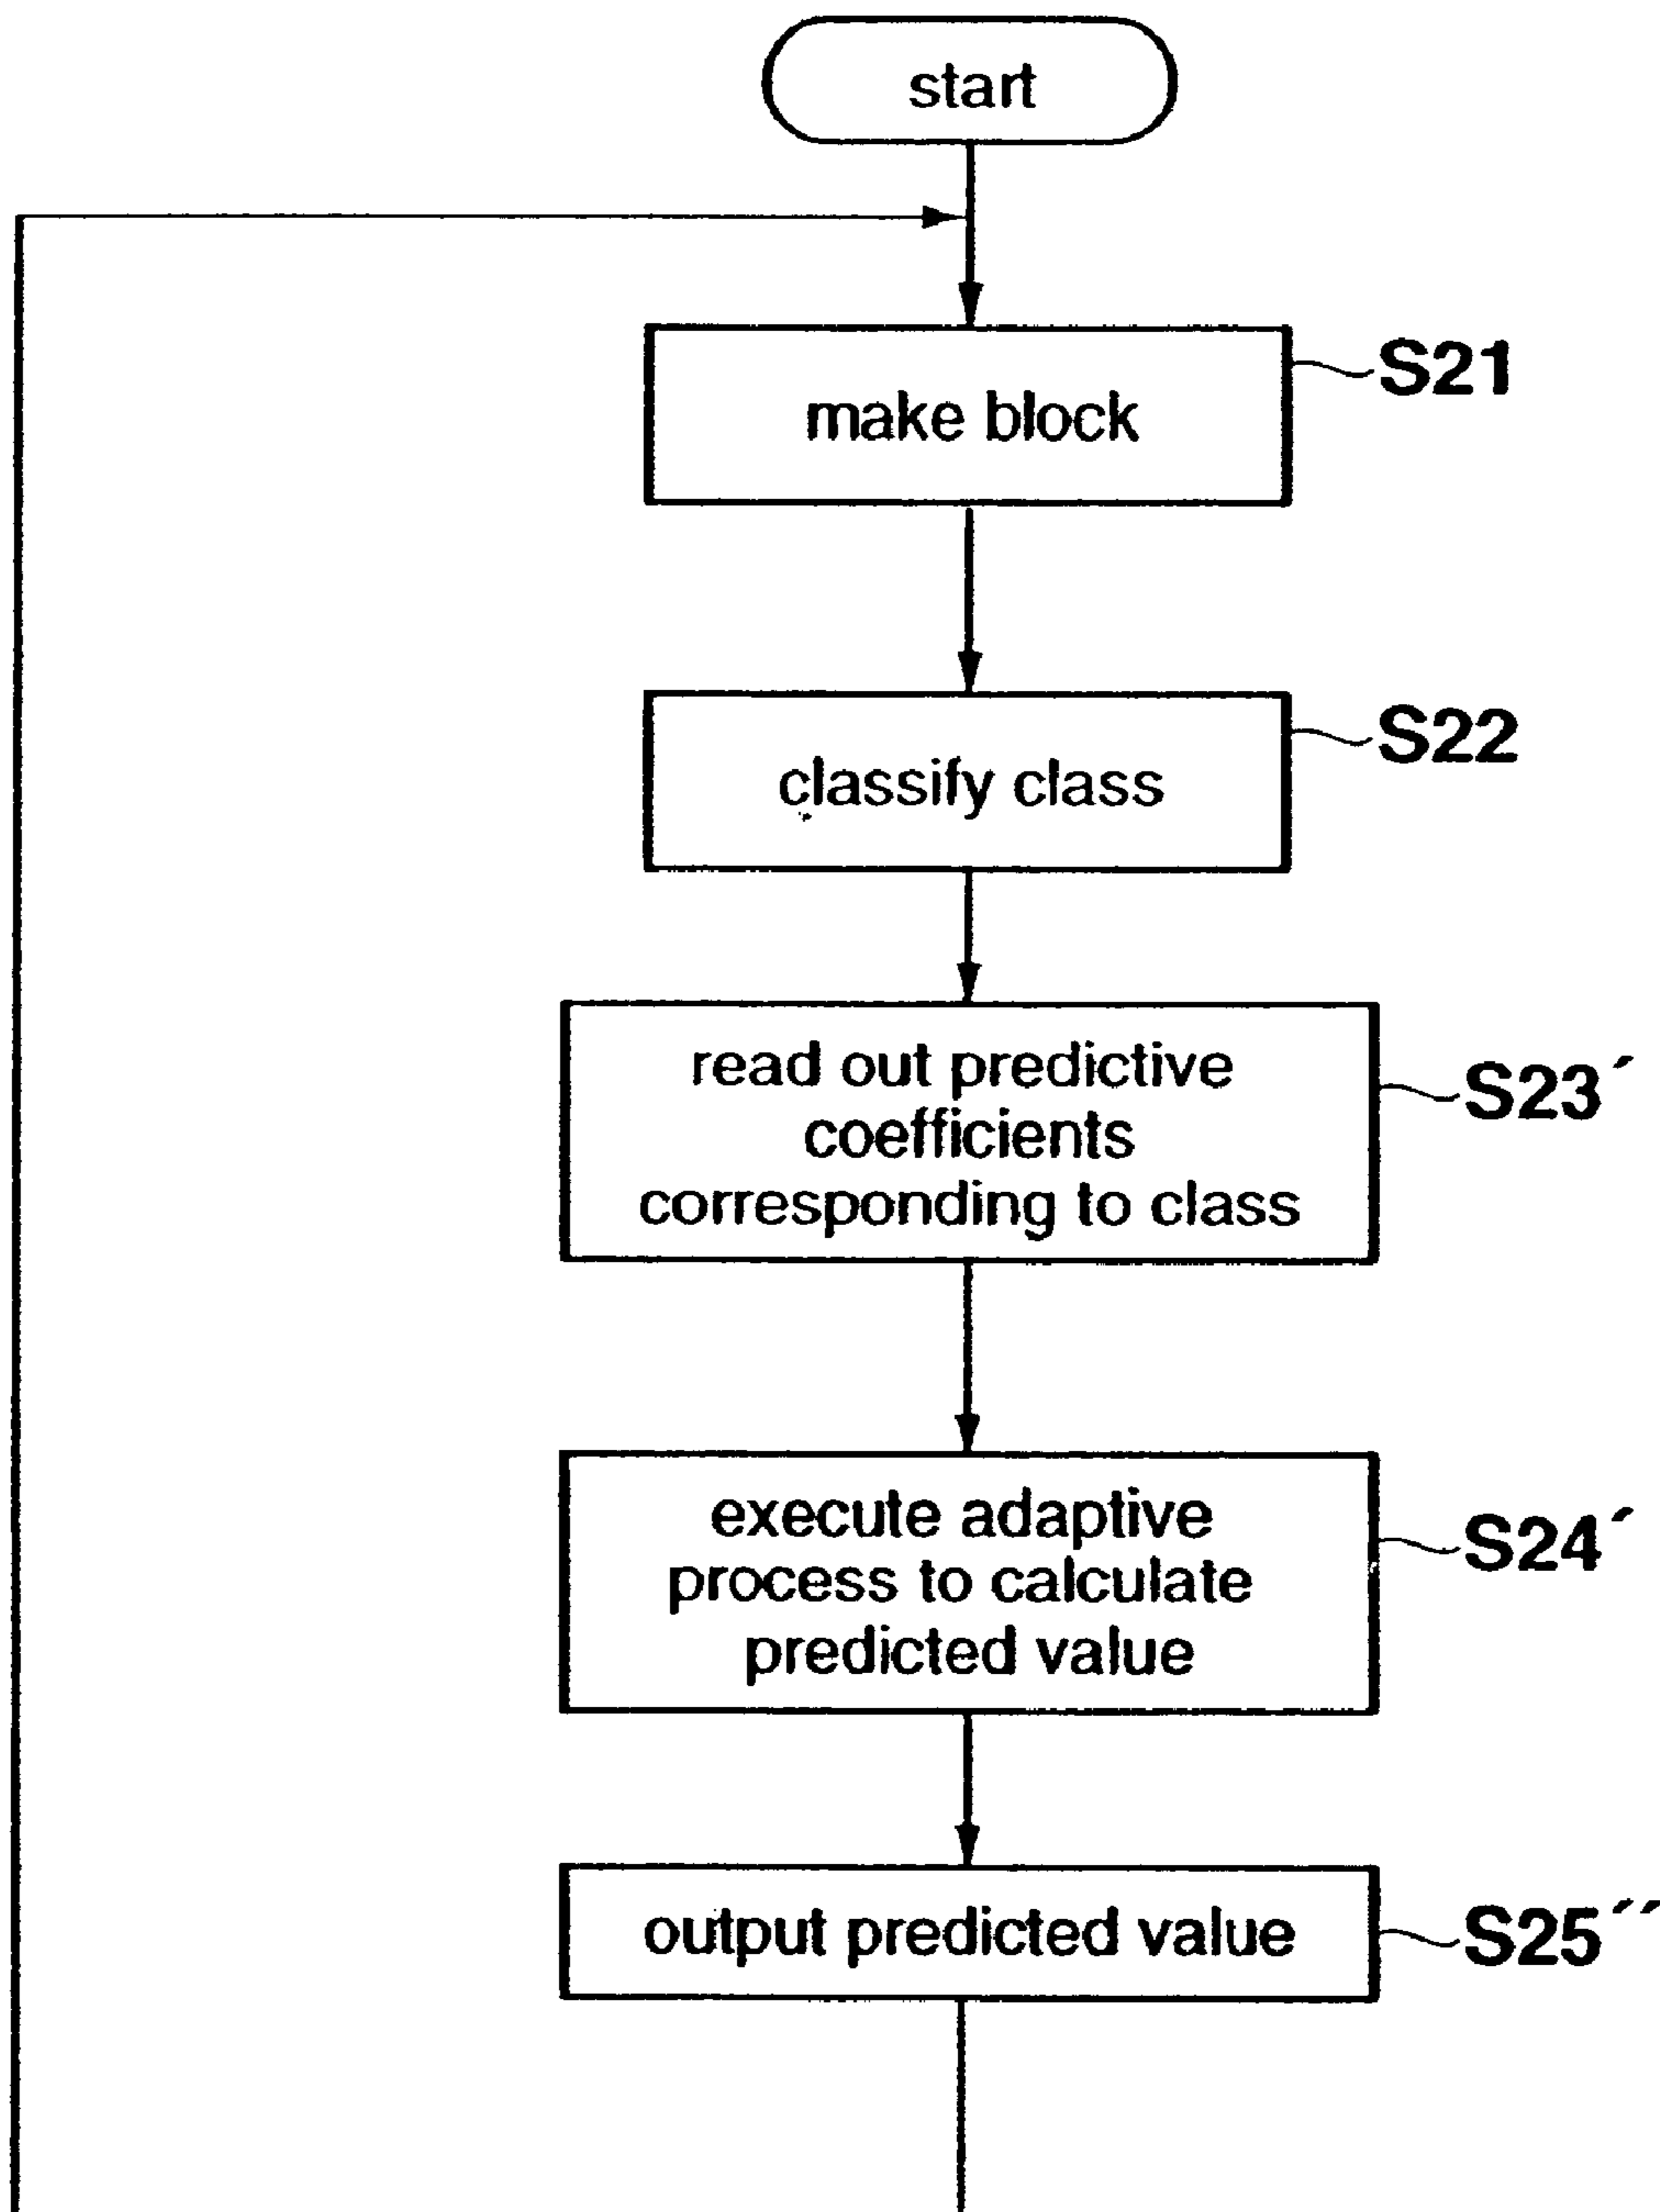 start
make block
S21
classify class
S22
read out predictive
coefficients
corresponding to class
S23´
execute adaptive
process to calculate
predicted value
S24´
output predicted value
S25´´